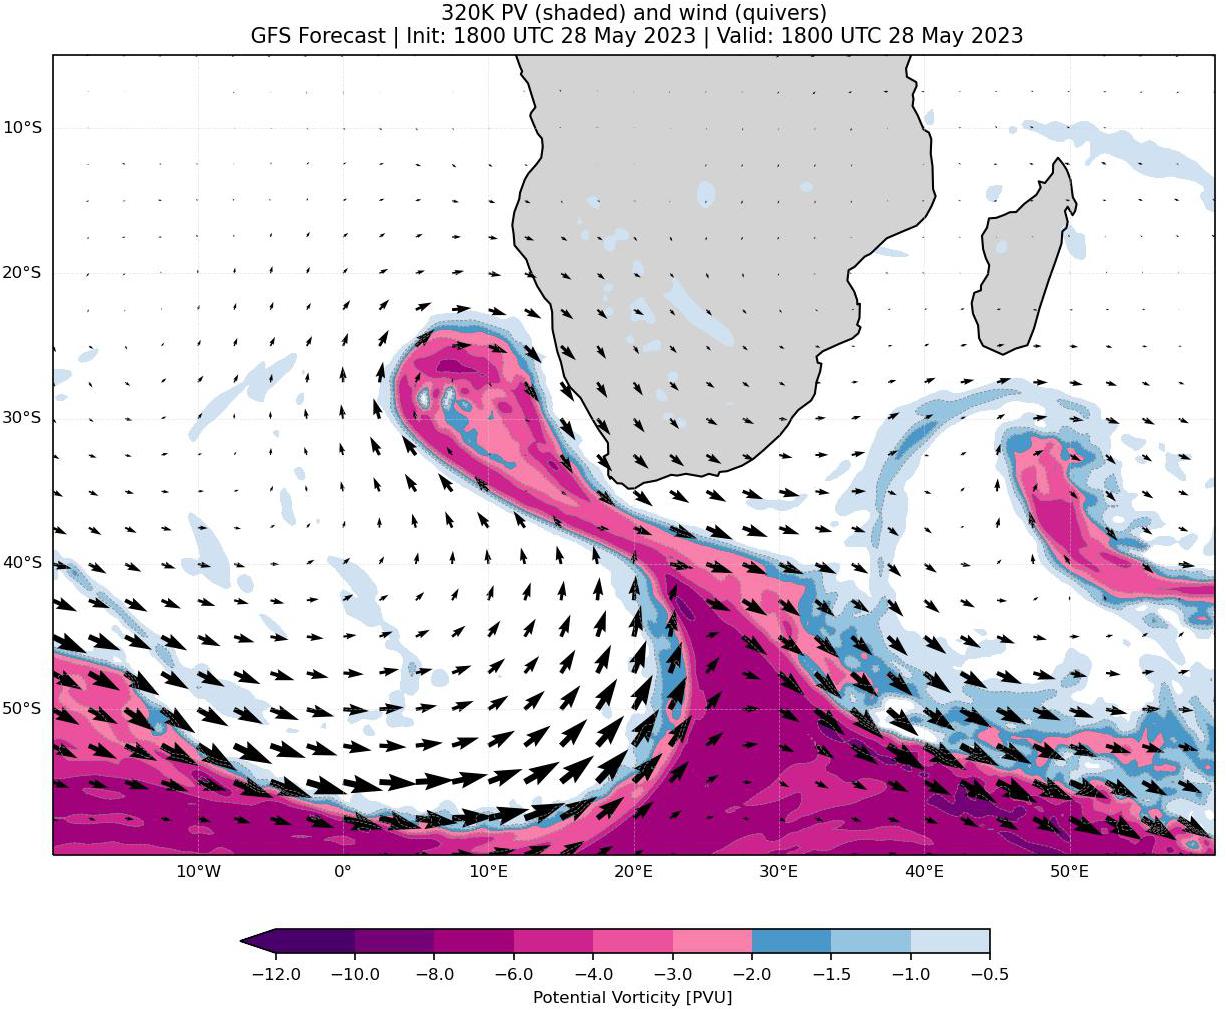 320K PV (shaded) and wind (quivers)
GFS Forecast | Init: 1800 UTC 28 May 2023 | Valid: 1800 UTC 28 May 2023
10°S
20°S
30°S
40°S
50°S
10°W 0° 10°E 20°E 30°E 40°E 50°E
−12.0 −10.0 −8.0 −6.0 −4.0 −3.0 −2.0 −1.5 −1.0 −0.5
Potential Vorticity [PVU]